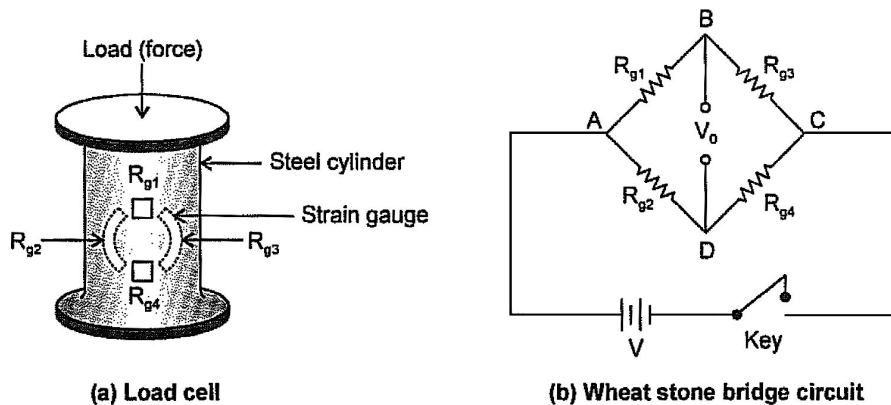 Load (force)
Steel cylinder
Rg1
Strain gauge
Rg2
Rg3
Rg4
(a) Load cell
B
Rg1
Rg3
A
Vo
C
Rg2
Rg4
D
V
Key
(b) Wheat stone bridge circuit